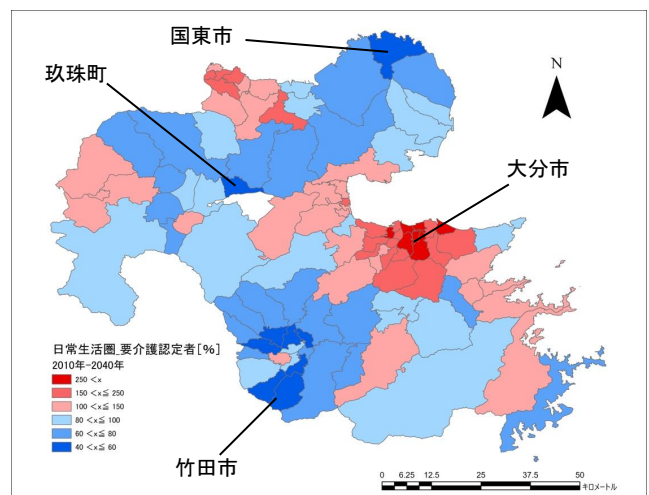 国東市
玖珠町
N
大分市
日常生活圏_要介護認定者[%]
2010年-2040年
250 <x
150 <x≦ 250
100 <x≦ 150
80 <x≦ 100
60 <x≦ 80
40 <x≦ 60
竹田市
0 6.25 12.5 25 37.5 50
キロメートル